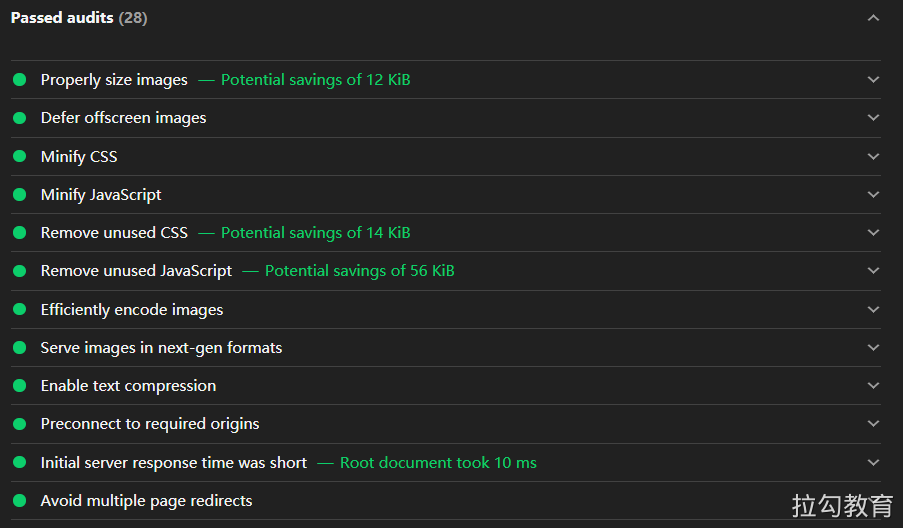 Passed audits (28)
Properly size images — Potential savings of 12 KiB
Defer offscreen images
Minify CSS
Minify JavaScript
Remove unused CSS — Potential savings of 14 KiB
Remove unused JavaScript — Potential savings of 56 KiB
Efficiently encode images
Serve images in next-gen formats
Enable text compression
Preconnect to required origins
Initial server response time was short — Root document took 10 ms
Avoid multiple page redirects
拉勾教育